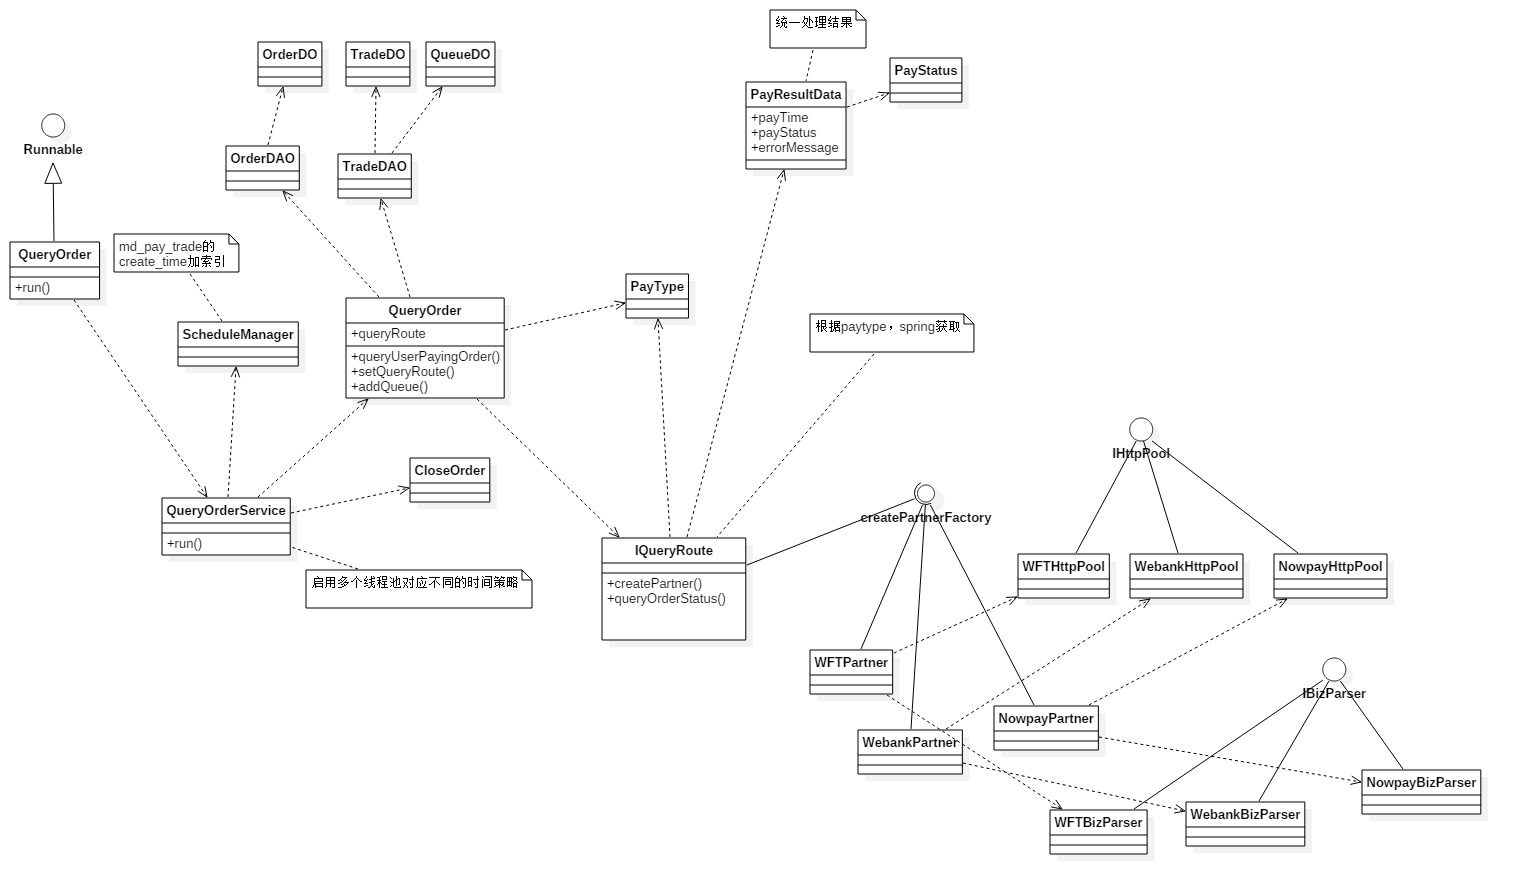 统一处理结果
OrderDO
TradeDO
QueueDO
PayStatus
PayResultData
+payTime
+payStatus
+errorMessage
Runnable
OrderDAO
TradeDAO
QueryOrder
+run()
md_pay_trade的
create_time加索引
ScheduleManager
QueryOrder
+queryRoute
+queryUserPayingOrder()
+setQueryRoute()
+addQueue()
PayType
根据paytype，spring获取
IHttpPool
CloseOrder
QueryOrderService
+run()
createPartnerFactory
IQueryRoute
+createPartner()
+queryOrderStatus()
WFTHttpPool
WebankHttpPool
NowpayHttpPool
启用多个线程池对应不同的时间策略
WFTPartner
IBizParser
NowpayPartner
WebankPartner
NowpayBizParser
WebankBizParser
WFTBizParser